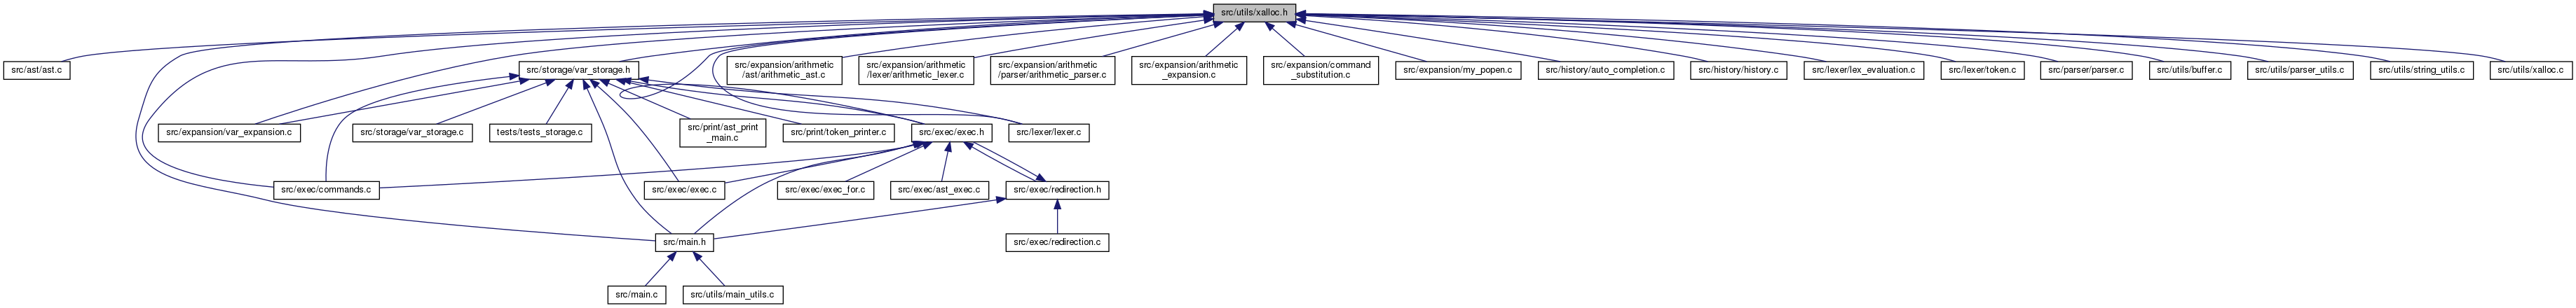 src/utils/xalloc.h
src/ast/ast.c
src/storage/var_storage.h
src/expansion/arithmetic
/ast/arithmetic_ast.c
src/expansion/arithmetic
/lexer/arithmetic_lexer.c
src/expansion/arithmetic
/parser/arithmetic_parser.c
src/expansion/arithmetic
_expansion.c
src/expansion/command
_substitution.c
src/expansion/my_popen.c
src/history/auto_completion.c
src/history/history.c
src/lexer/lex_evaluation.c
src/lexer/token.c
src/parser/parser.c
src/utils/buffer.c
src/utils/parser_utils.c
src/utils/string_utils.c
src/utils/xalloc.c
src/expansion/var_expansion.c
src/storage/var_storage.c
tests/tests_storage.c
src/print/ast_print
_main.c
src/print/token_printer.c
src/exec/exec.h
src/lexer/lexer.c
src/exec/commands.c
src/exec/exec.c
src/exec/exec_for.c
src/exec/ast_exec.c
src/exec/redirection.h
src/main.h
src/exec/redirection.c
src/main.c
src/utils/main_utils.c